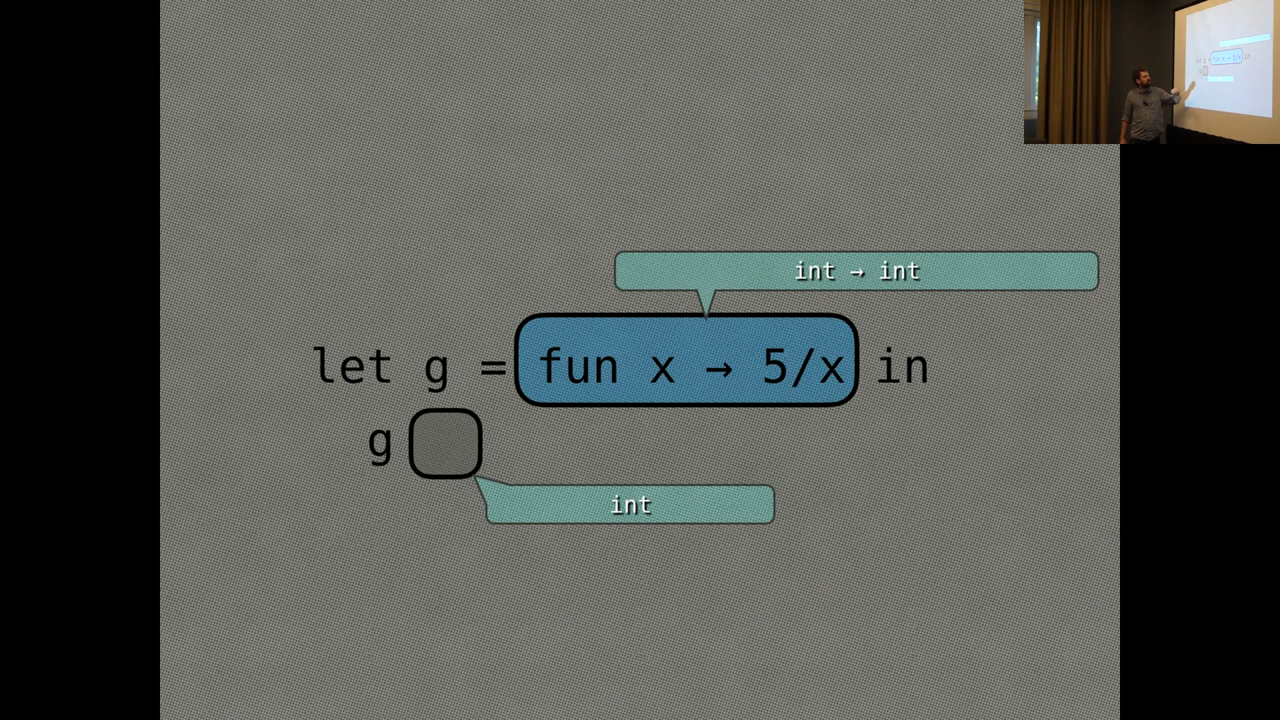 int → int
let g = fun x → 5/x in
g
int